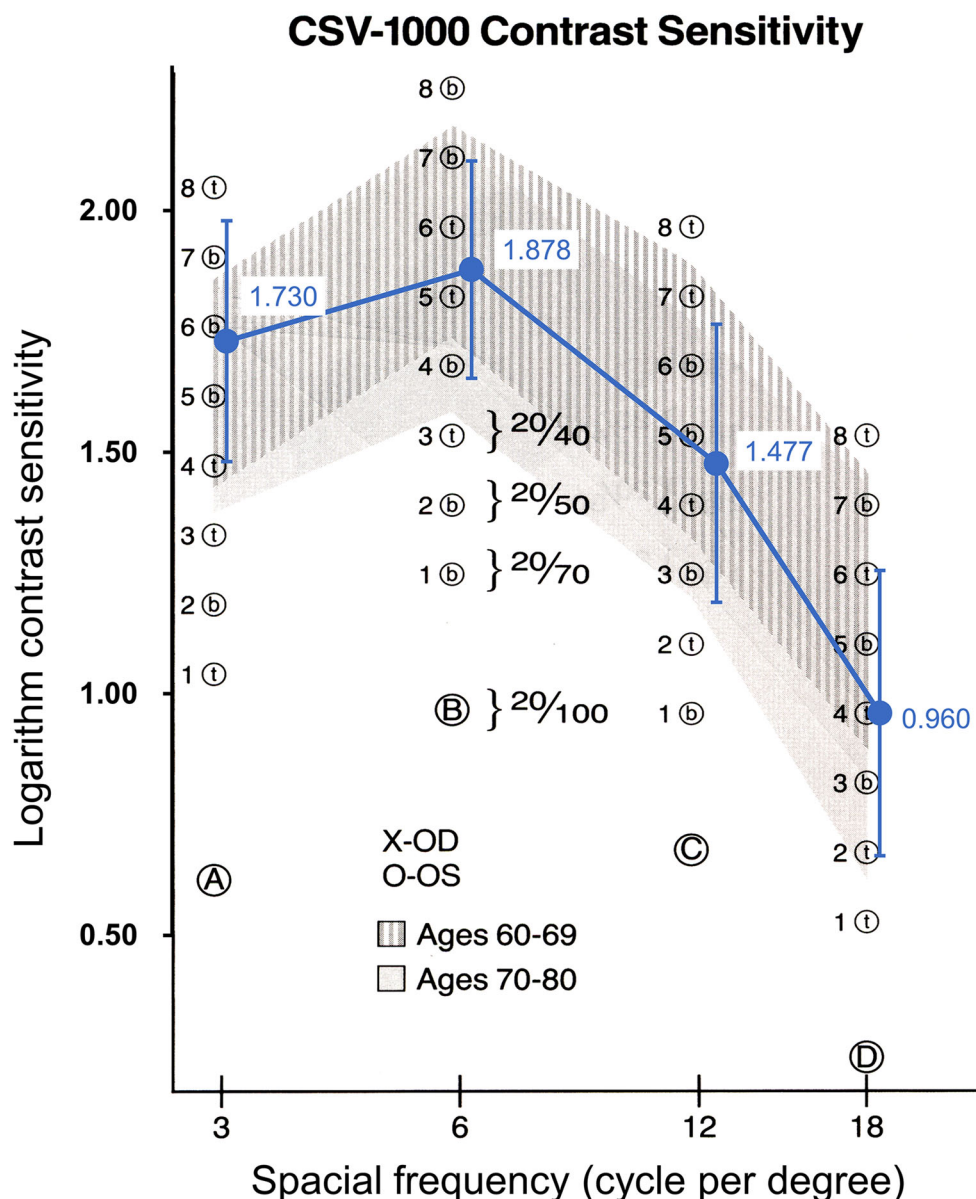 CSV-1000 Contrast Sensitivity
Logarithm contrast sensitivity
2.00
1.50
1.00
0.50
8 t
7 b
6 b
5 b
4 t
3 t
2 b
1 t
A
1.730
8 b
7 b
6 t
5 t
4 b
3 t } 20/40
2 b } 20/50
1 b } 20/70
B } 20/100
1.878
8 t
7 t
6 b
5 b
4 t
3 b
2 t
1 b
C
1.477
8 t
7 b
6 t
5 b
4 t
3 b
2 t
1 t
D
0.960
X-OD
O-OS
Ages 60-69
Ages 70-80
3 6 12 18
Spacial frequency (cycle per degree)